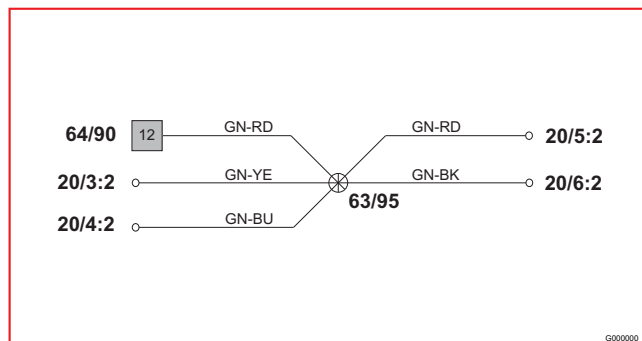 64/90 12 GN-RD GN-RD 20/5:2
20/3:2 GN-YE GN-BK 20/6:2
63/95
20/4:2 GN-BU
G000000